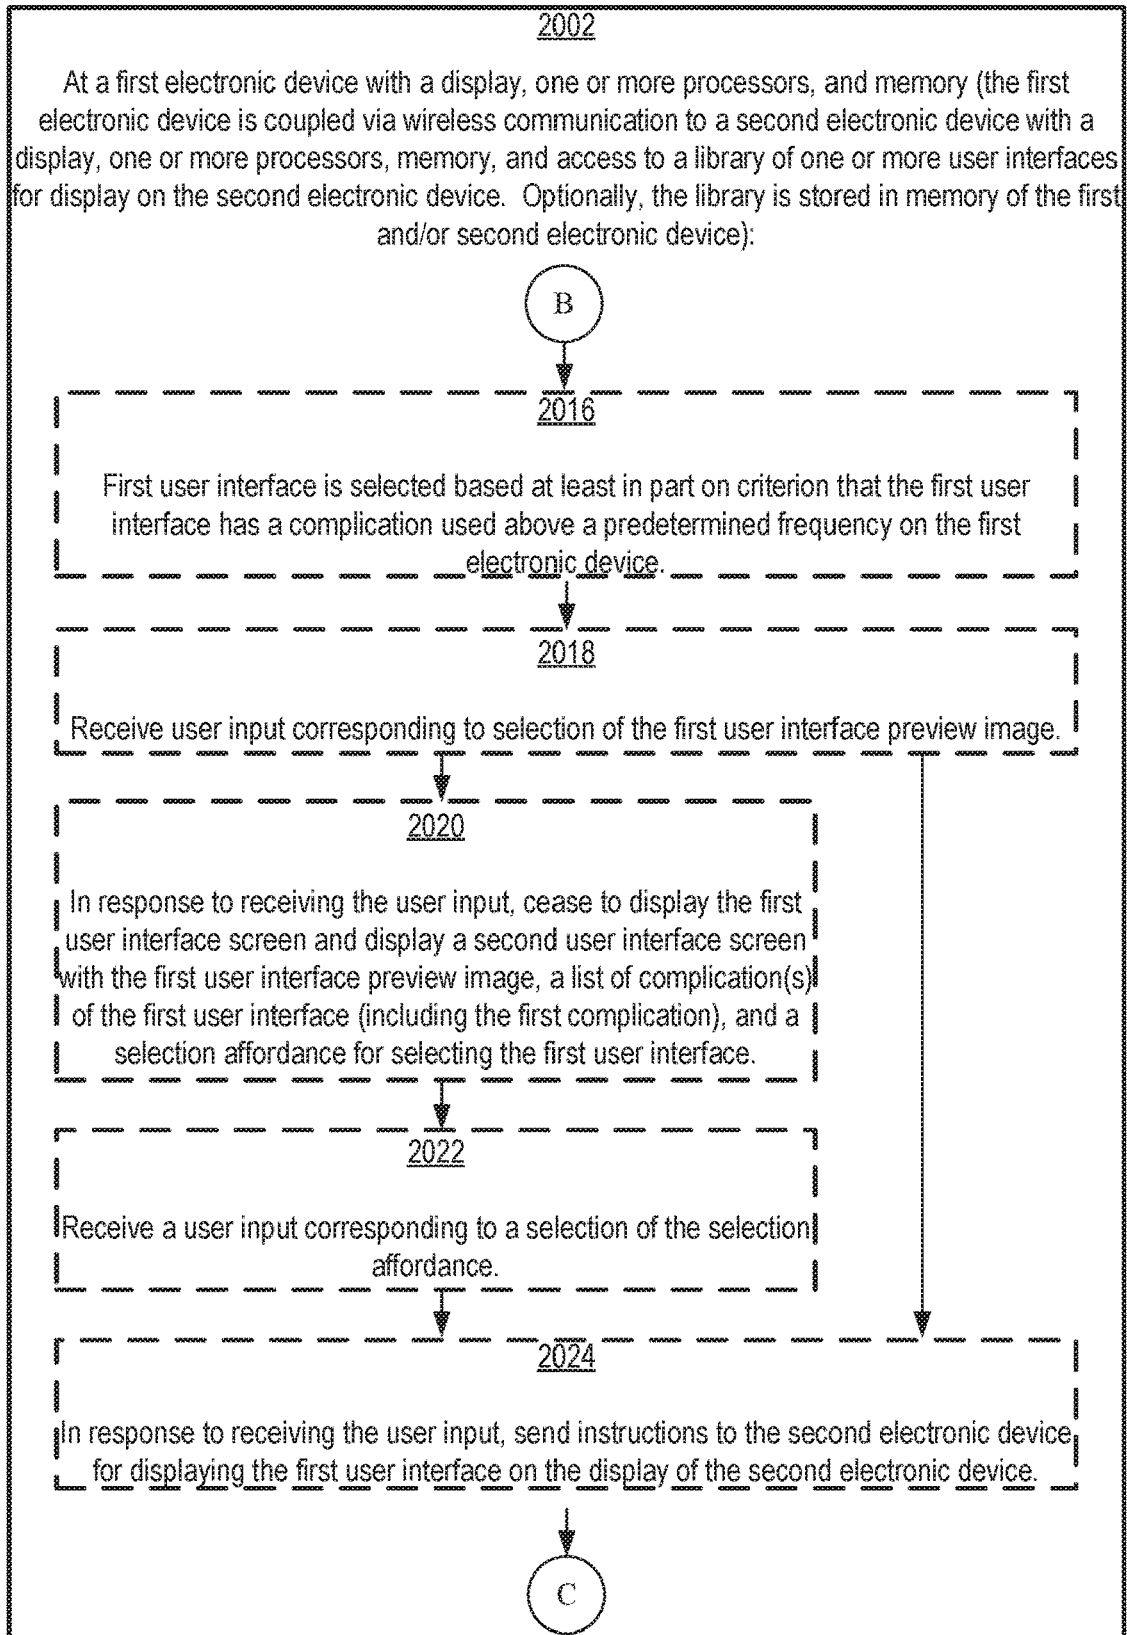 2002
At a first electronic device with a display, one or more processors, and memory (the first
electronic device is coupled via wireless communication to a second electronic device with a
display, one or more processors, memory, and access to a library of one or more user interfaces
for display on the second electronic device. Optionally, the library is stored in memory of the first
and/or second electronic device):
B
2016
First user interface is selected based at least in part on criterion that the first user
interface has a complication used above a predetermined frequency on the first
electronic device.
2018
Receive user input corresponding to selection of the first user interface preview image.
2020
In response to receiving the user input, cease to display the first
user interface screen and display a second user interface screen
with the first user interface preview image, a list of complication(s)
of the first user interface (including the first complication), and a
selection affordance for selecting the first user interface.
2022
Receive a user input corresponding to a selection of the selection
affordance.
2024
In response to receiving the user input, send instructions to the second electronic device
for displaying the first user interface on the display of the second electronic device.
C